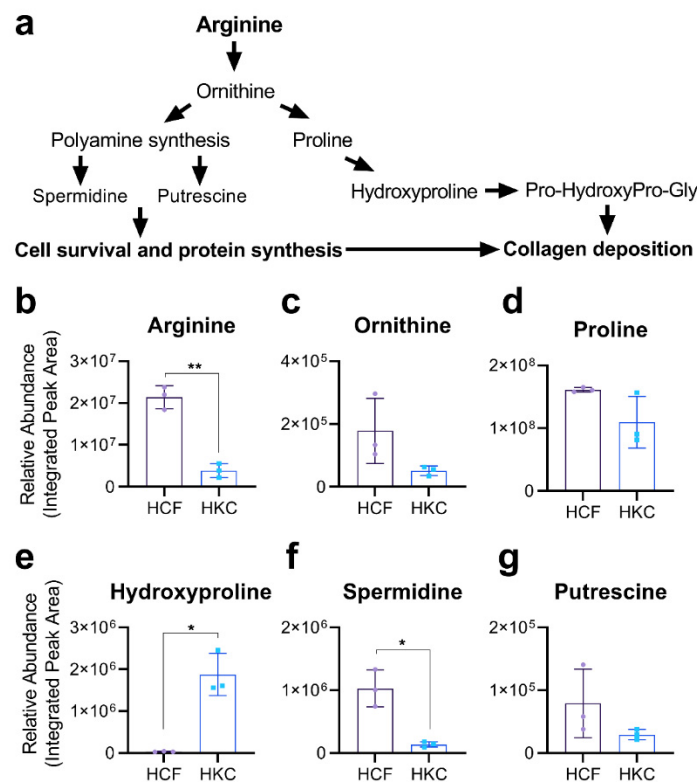 a
Arginine
Ornithine
Polyamine synthesis
Proline
Spermidine
Putrescine
Hydroxyproline
Pro-HydroxyPro-Gly
Cell survival and protein synthesis
Collagen deposition
b
Arginine
Relative Abundance
(Integrated Peak Area)
3×10⁷
2×10⁷
1×10⁷
0
**
HCF
HKC
c
Ornithine
4×10⁵
2×10⁵
0
HCF
HKC
d
Proline
2×10⁸
1×10⁸
0
HCF
HKC
e
Hydroxyproline
Relative Abundance
(Integrated Peak Area)
3×10⁶
2×10⁶
1×10⁶
0
*
HCF
HKC
f
Spermidine
2×10⁶
1×10⁶
0
*
HCF
HKC
g
Putrescine
2×10⁵
1×10⁵
0
HCF
HKC